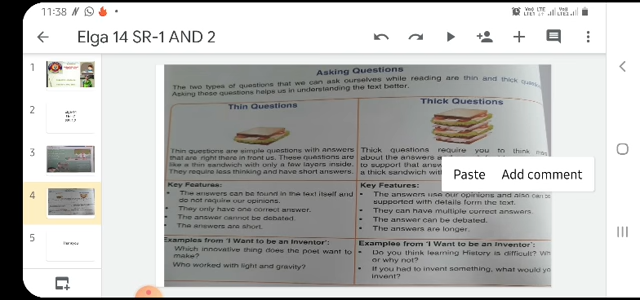 11:38
Elga 14 SR-1 AND 2
1
2
3
4
5
Asking Questions
The two types of questions that we can ask ourselves while reading are thin and thick
Asking these questions helps us in understanding the text better.
Thin Questions
Thin questions are simple questions with answers
that are right there in front us. These questions are
like a thin sandwich with only a few layers inside.
They require less thinking and have short answers.
Key Features:
• The answers can be found in the text itself and
do not require our opinions.
• They only have one correct answer.
• The answer cannot be debated.
• The answers are short.
Examples from 'I Want to be an Inventor':
Which innovative thing does the poet want to
make?
Who worked with light and gravity?
Thick Questions
Thick questions require you to think
about the answers
to support that
a thick sandwich
Paste Add comment
Key Features:
• The answers use our opinions and also
supported with details form the text.
• They can have multiple correct answers.
• The answer can be debated.
• The answers are longer.
Examples from 'I Want to be an Inventor':
• Do you think learning History is difficult?
or why not?
• If you had to invent something, what would
invent?